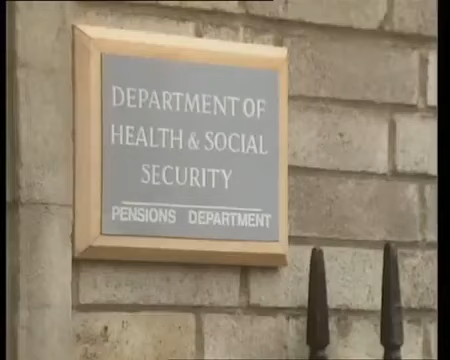 DEPARTMENT OF
HEALTH & SOCIAL
SECURITY
PENSIONS DEPARTMENT